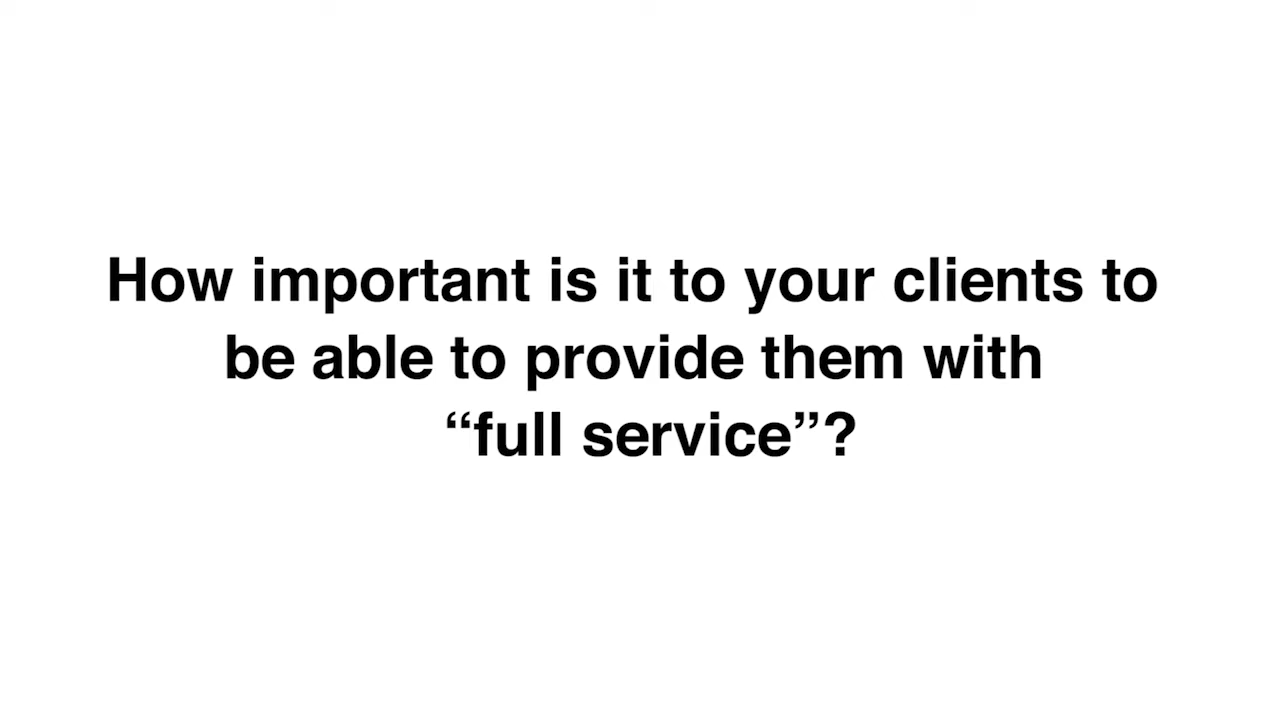 How important is it to your clients to
be able to provide them with
“full service”?